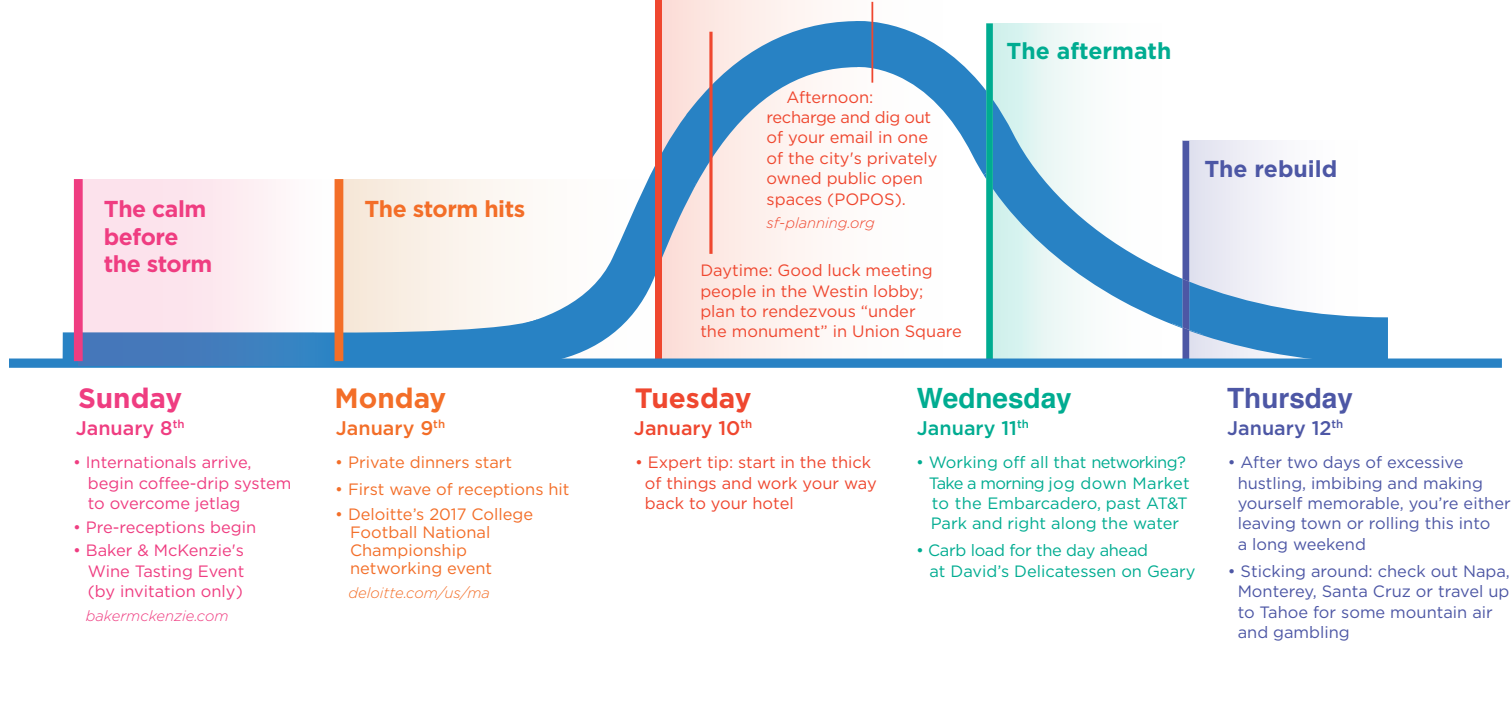 The aftermath
Afternoon:
recharge and dig out
of your email in one
of the city's privately
owned public open
spaces (POPOS).
sf-planning.org
The rebuild
The calm
before
the storm
The storm hits
Daytime: Good luck meeting
people in the Westin lobby;
plan to rendezvous “under
the monument” in Union Square
Sunday
January 8th
• Internationals arrive,
begin coffee-drip system
to overcome jetlag
• Pre-receptions begin
• Baker & McKenzie's
Wine Tasting Event
(by invitation only)
bakermckenzie.com
Monday
January 9th
• Private dinners start
• First wave of receptions hit
• Deloitte’s 2017 College
Football National
Championship
networking event
deloitte.com/us/ma
Tuesday
January 10th
• Expert tip: start in the thick
of things and work your way
back to your hotel
Wednesday
January 11th
• Working off all that networking?
Take a morning jog down Market
to the Embarcadero, past AT&T
Park and right along the water
• Carb load for the day ahead
at David’s Delicatessen on Geary
Thursday
January 12th
• After two days of excessive
hustling, imbibing and making
yourself memorable, you’re either
leaving town or rolling this into
a long weekend
• Sticking around: check out Napa,
Monterey, Santa Cruz or travel up
to Tahoe for some mountain air
and gambling